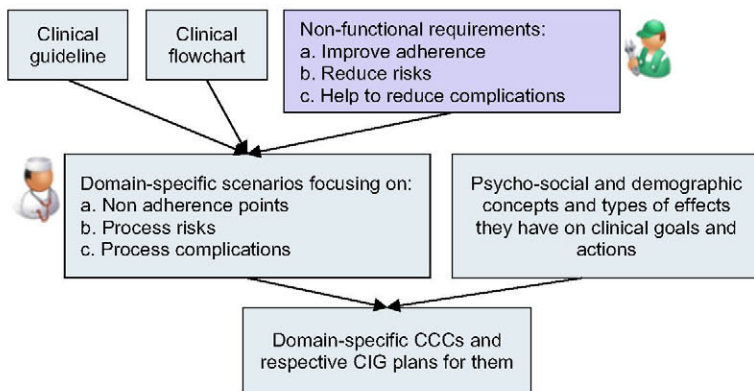 Clinical
guideline
Clinical
flowchart
Non-functional requirements:
a. Improve adherence
b. Reduce risks
c. Help to reduce complications
Domain-specific scenarios focusing on:
a. Non adherence points
b. Process risks
c. Process complications
Psycho-social and demographic
concepts and types of effects
they have on clinical goals and
actions
Domain-specific CCCs and
respective CIG plans for them